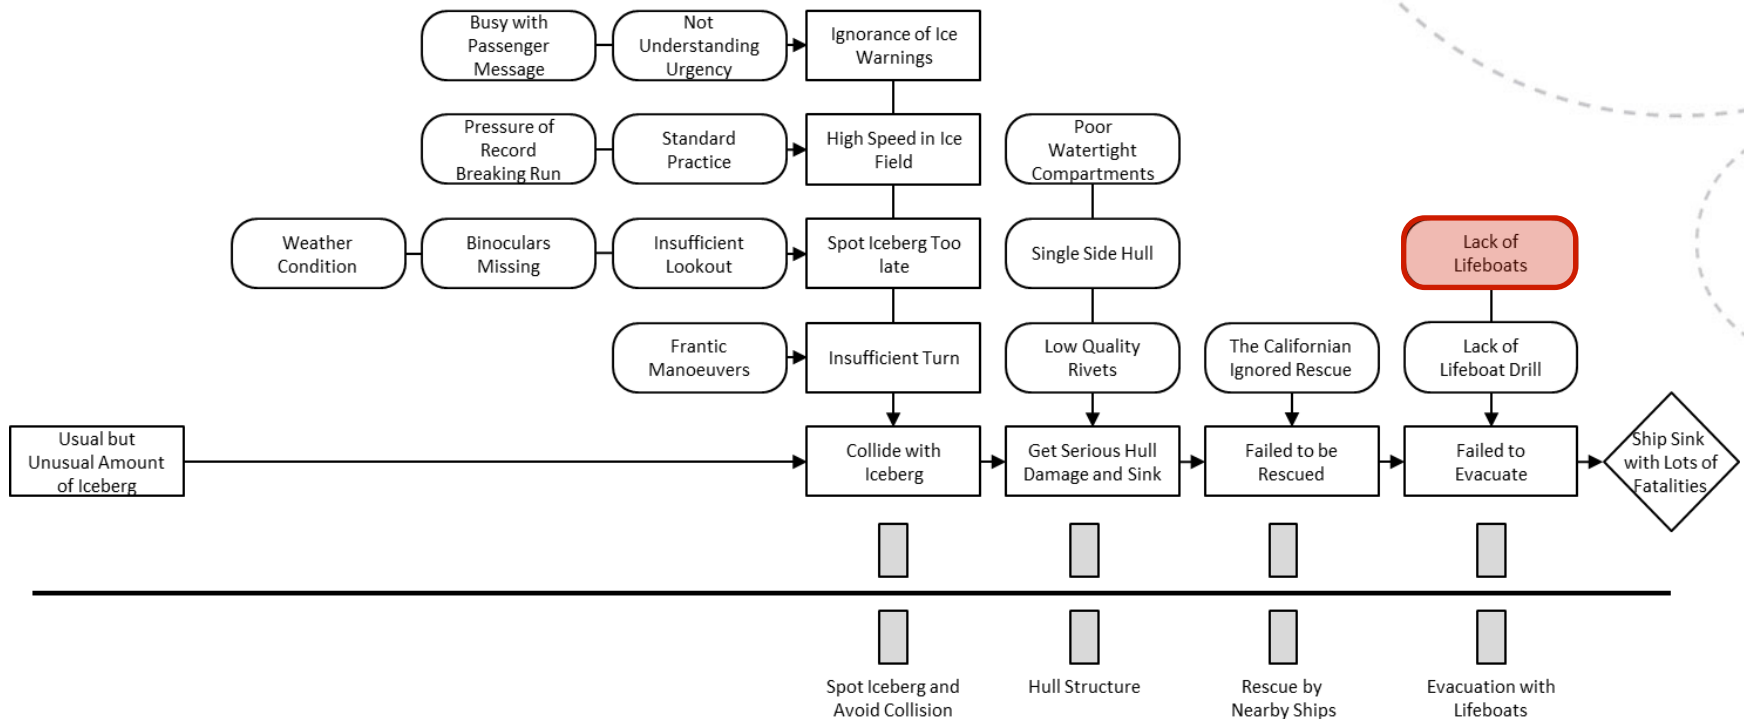 Busy with
Passenger
Message
Not
Understanding
Urgency
Ignorance of Ice
Warnings
Pressure of
Record
Breaking Run
Standard
Practice
High Speed in Ice
Field
Poor
Watertight
Compartments
Weather
Condition
Binoculars
Missing
Insufficient
Lookout
Spot Iceberg Too
late
Single Side Hull
Lack of
Lifeboats
Frantic
Manoeuvers
Insufficient Turn
Low Quality
Rivets
The Californian
Ignored Rescue
Lack of
Lifeboat Drill
Usual but
Unusual Amount
of Iceberg
Collide with
Iceberg
Get Serious Hull
Damage and Sink
Failed to be
Rescued
Failed to
Evacuate
Ship Sink
with Lots of
Fatalities
Spot Iceberg and
Avoid Collision
Hull Structure
Rescue by
Nearby Ships
Evacuation with
Lifeboats